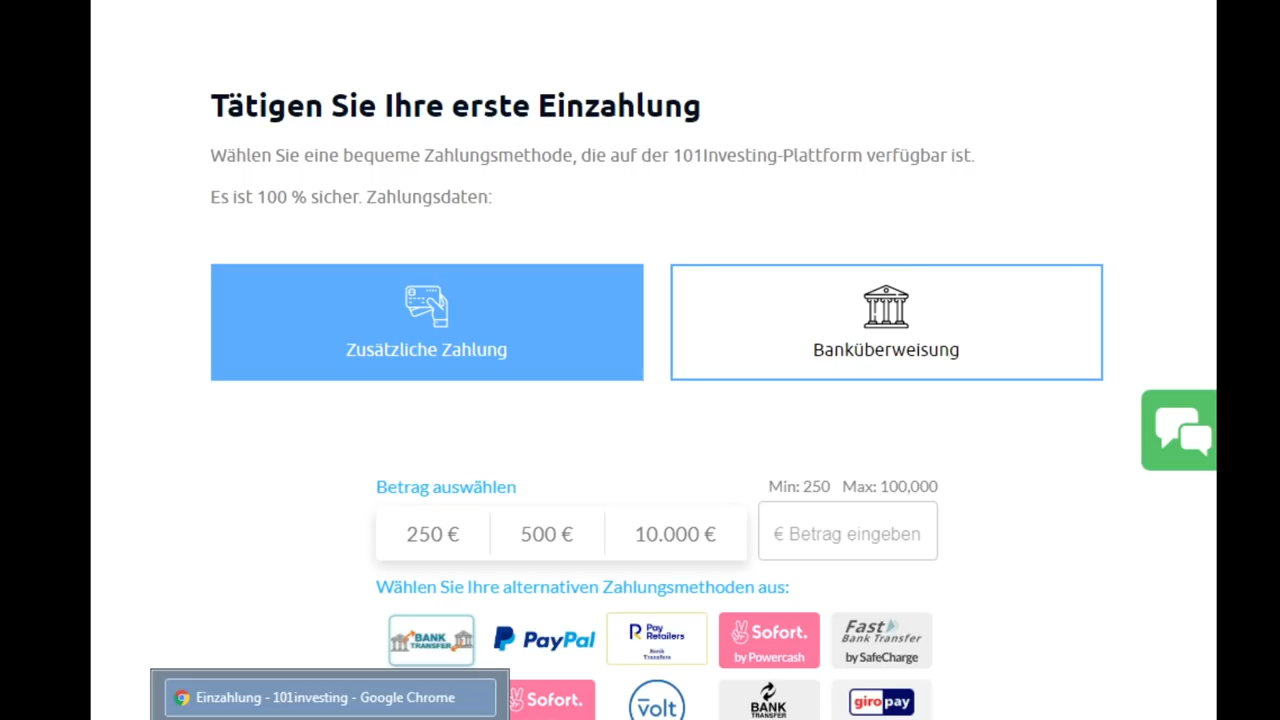 Tätigen Sie Ihre erste Einzahlung
Wählen Sie eine bequeme Zahlungsmethode, die auf der 101Investing-Plattform verfügbar ist.
Es ist 100 % sicher. Zahlungsdaten:
Zusätzliche Zahlung
Banküberweisung
Betrag auswählen
Min: 250 Max: 100,000
250 €
500 €
10.000 €
€ Betrag eingeben
Wählen Sie Ihre alternativen Zahlungsmethoden aus:
BANK
TRANSFER
PayPal
Pay
Retailers
Bank
Transfers
Sofort.
by Powercash
Fast
Bank Transfer
by SafeCharge
Einzahlung - 101investing - Google Chrome
Sofort.
volt
BANK
TRANSFER
giropay